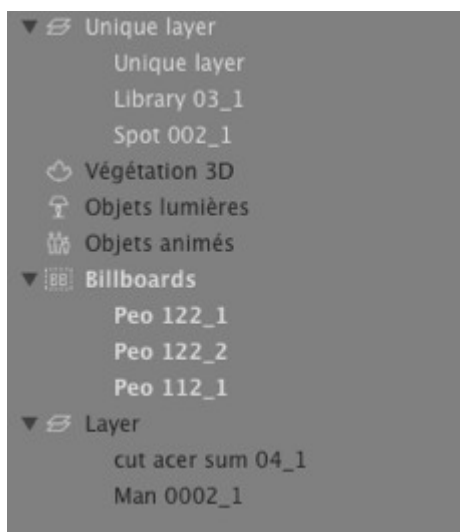 Unique layer
Unique layer
Library 03_1
Spot 002_1
Végétation 3D
Objets lumières
Objets animés
BB Billboards
Peo 122_1
Peo 122_2
Peo 112_1
Layer
cut acer sum 04_1
Man 0002_1